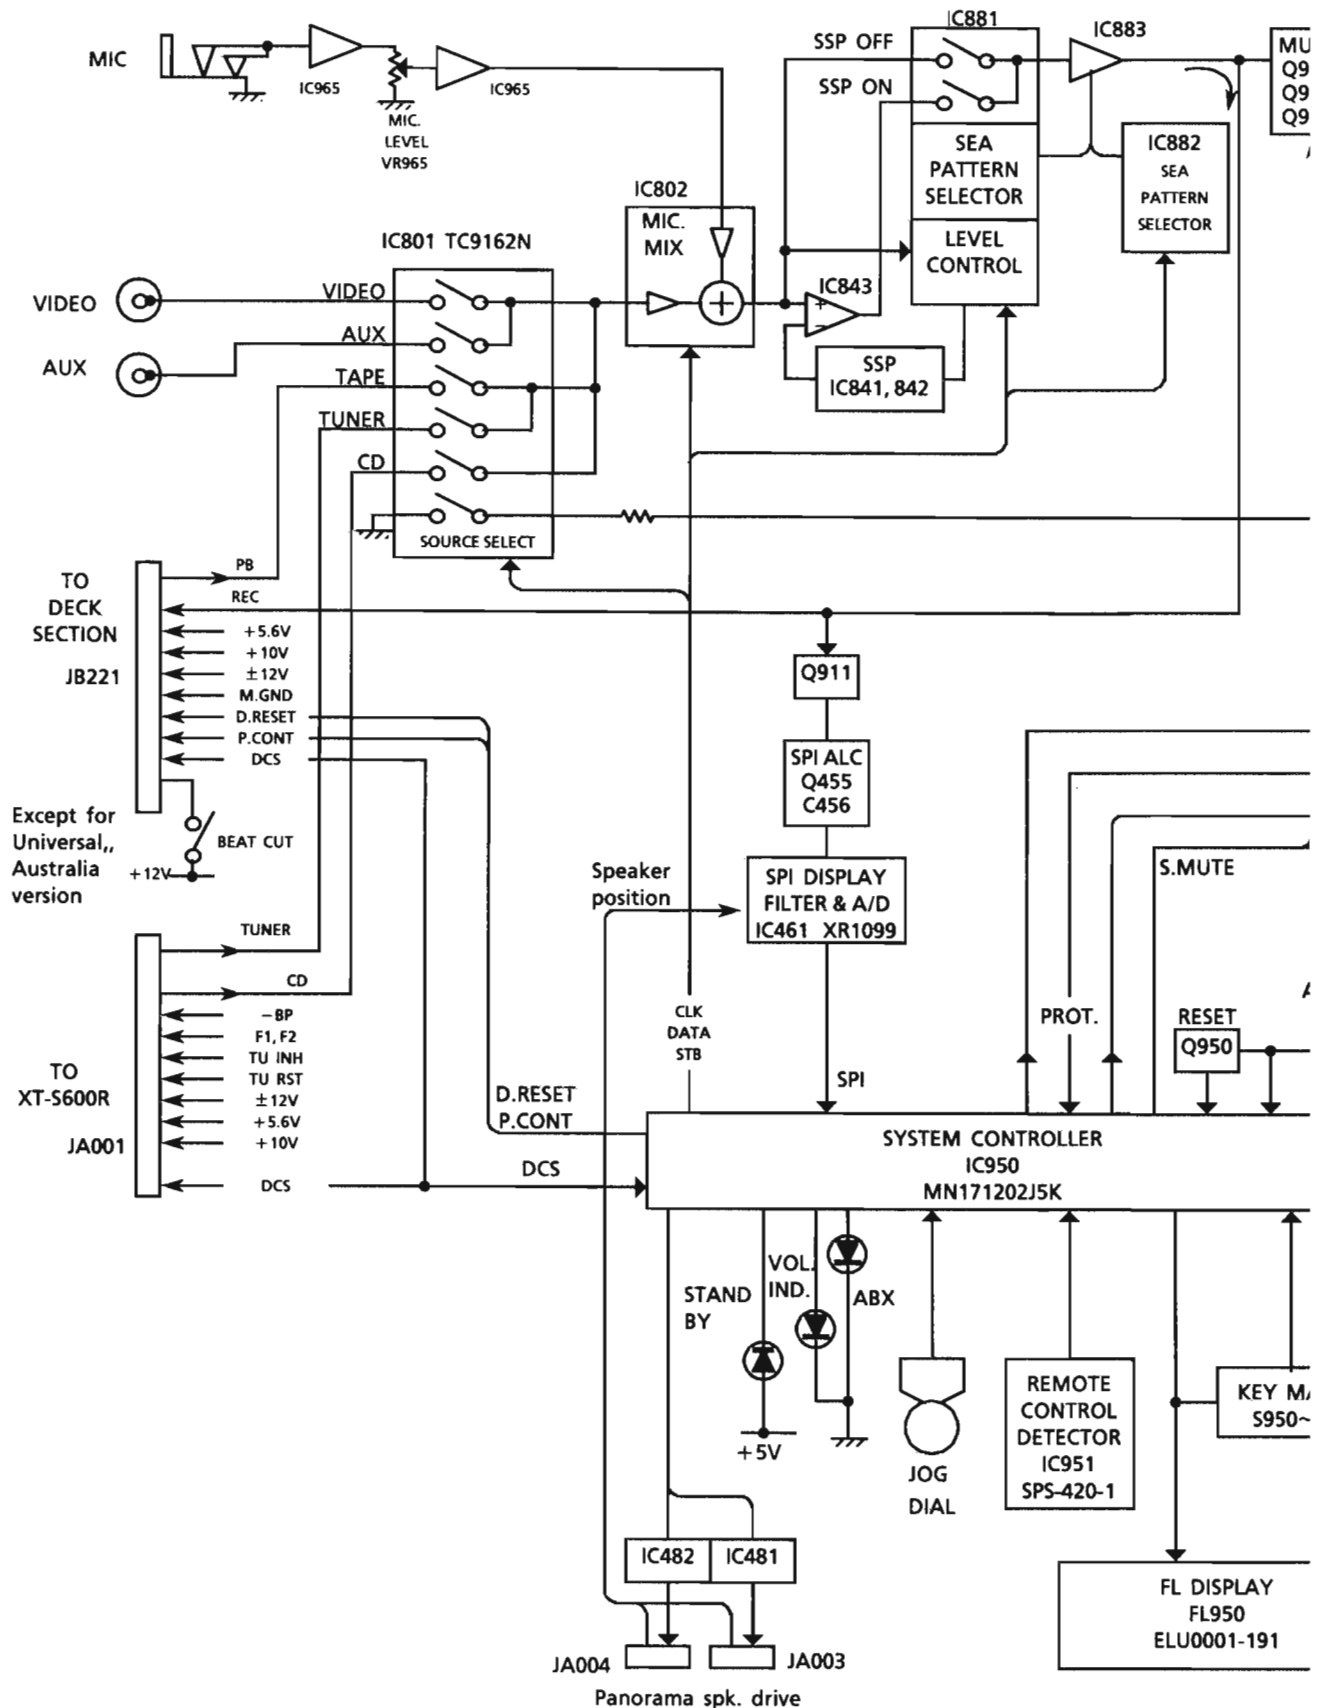 MIC
IC965
IC965
MIC.
LEVEL
VR965
SSP OFF
SSP ON
IC881
SEA
PATTERN
SELECTOR
LEVEL
CONTROL
IC883
MU
Q9
Q9
Q9
IC882
SEA
PATTERN
SELECTOR
IC802
MIC.
MIX
IC843
SSP
IC841, 842
IC801 TC9162N
VIDEO
AUX
VIDEO
AUX
TAPE
TUNER
CD
SOURCE SELECT
TO
DECK
SECTION
JB221
PB
REC
+5.6V
+10V
±12V
M.GND
D.RESET
P.CONT
DCS
Except for
Universal,,
Australia
version
BEAT CUT
+12V
Q911
SPI ALC
Q455
C456
Speaker
position
SPI DISPLAY
FILTER & A/D
IC461 XR1099
S.MUTE
TO
XT-S600R
JA001
TUNER
CD
−BP
F1, F2
TU INH
TU RST
±12V
+5.6V
+10V
DCS
CLK
DATA
STB
SPI
PROT.
RESET
Q950
D.RESET
P.CONT
DCS
SYSTEM CONTROLLER
IC950
MN171202J5K
STAND
BY
+5V
VOL.
IND.
ABX
JOG
DIAL
REMOTE
CONTROL
DETECTOR
IC951
SPS-420-1
KEY MA
S950~
IC482
IC481
FL DISPLAY
FL950
ELU0001-191
JA004
JA003
Panorama spk. drive